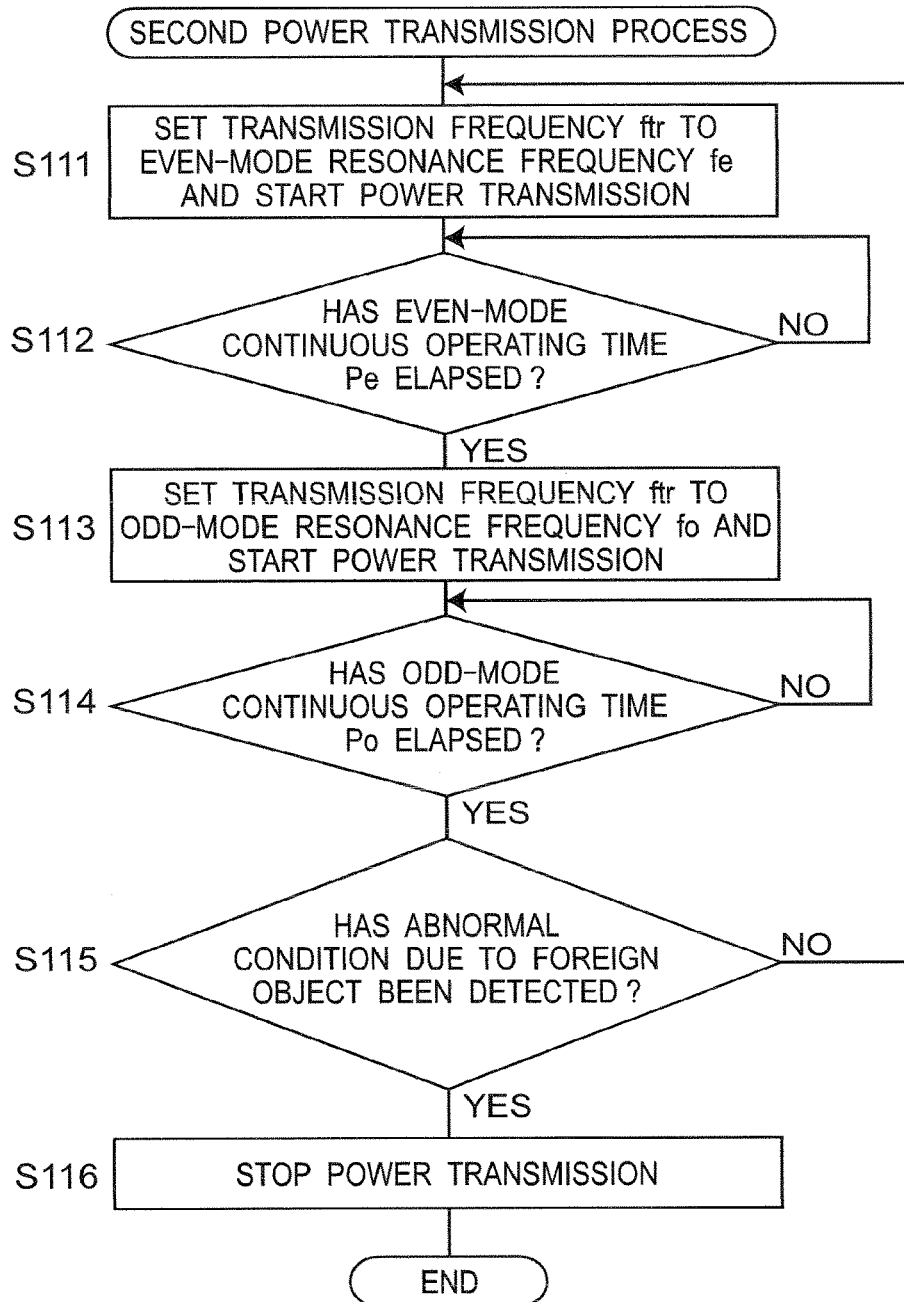 SECOND POWER TRANSMISSION PROCESS
S111
SET TRANSMISSION FREQUENCY ftr TO
EVEN-MODE RESONANCE FREQUENCY fe
AND START POWER TRANSMISSION
S112
HAS EVEN-MODE
CONTINUOUS OPERATING TIME
Pe ELAPSED ?
NO
YES
S113
SET TRANSMISSION FREQUENCY ftr TO
ODD-MODE RESONANCE FREQUENCY fo AND
START POWER TRANSMISSION
S114
HAS ODD-MODE
CONTINUOUS OPERATING TIME
Po ELAPSED ?
NO
YES
S115
HAS ABNORMAL
CONDITION DUE TO FOREIGN
OBJECT BEEN DETECTED ?
NO
YES
S116
STOP POWER TRANSMISSION
END